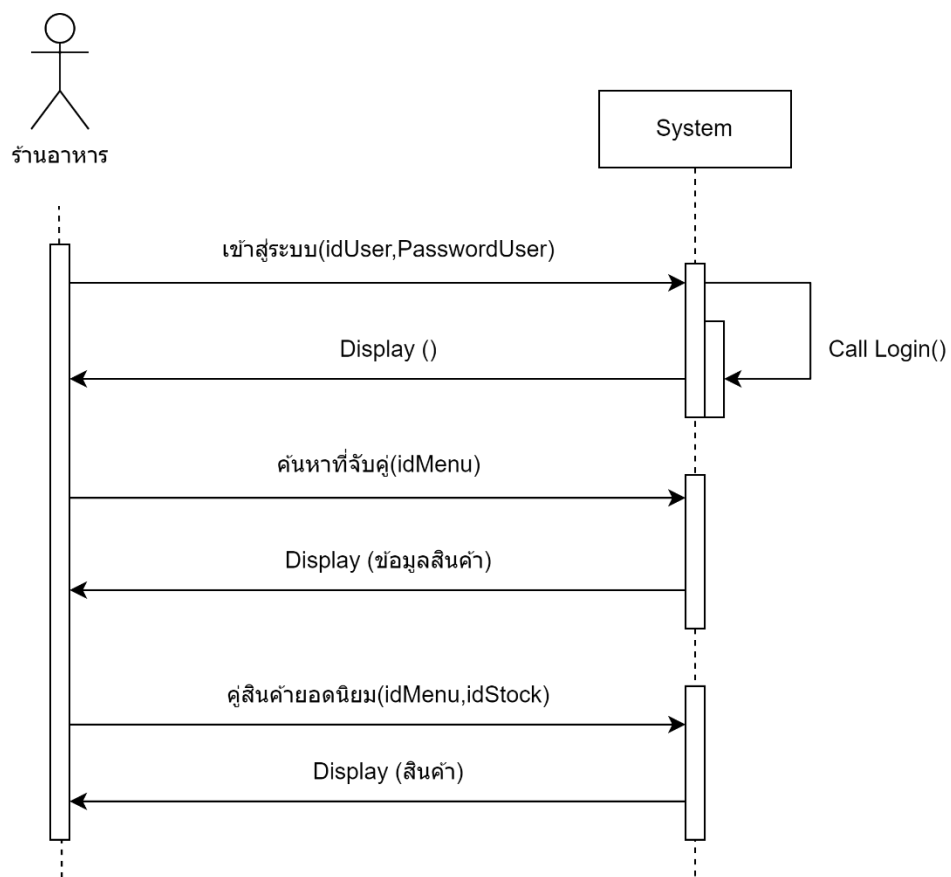 System
ร้านอาหาร
เข้าสู่ระบบ(idUser,PasswordUser)
Display ()
Call Login()
ค้นหาที่จับคู่(idMenu)
Display (ข้อมูลสินค้า)
คู่สินค้ายอดนิยม(idMenu,idStock)
Display (สินค้า)